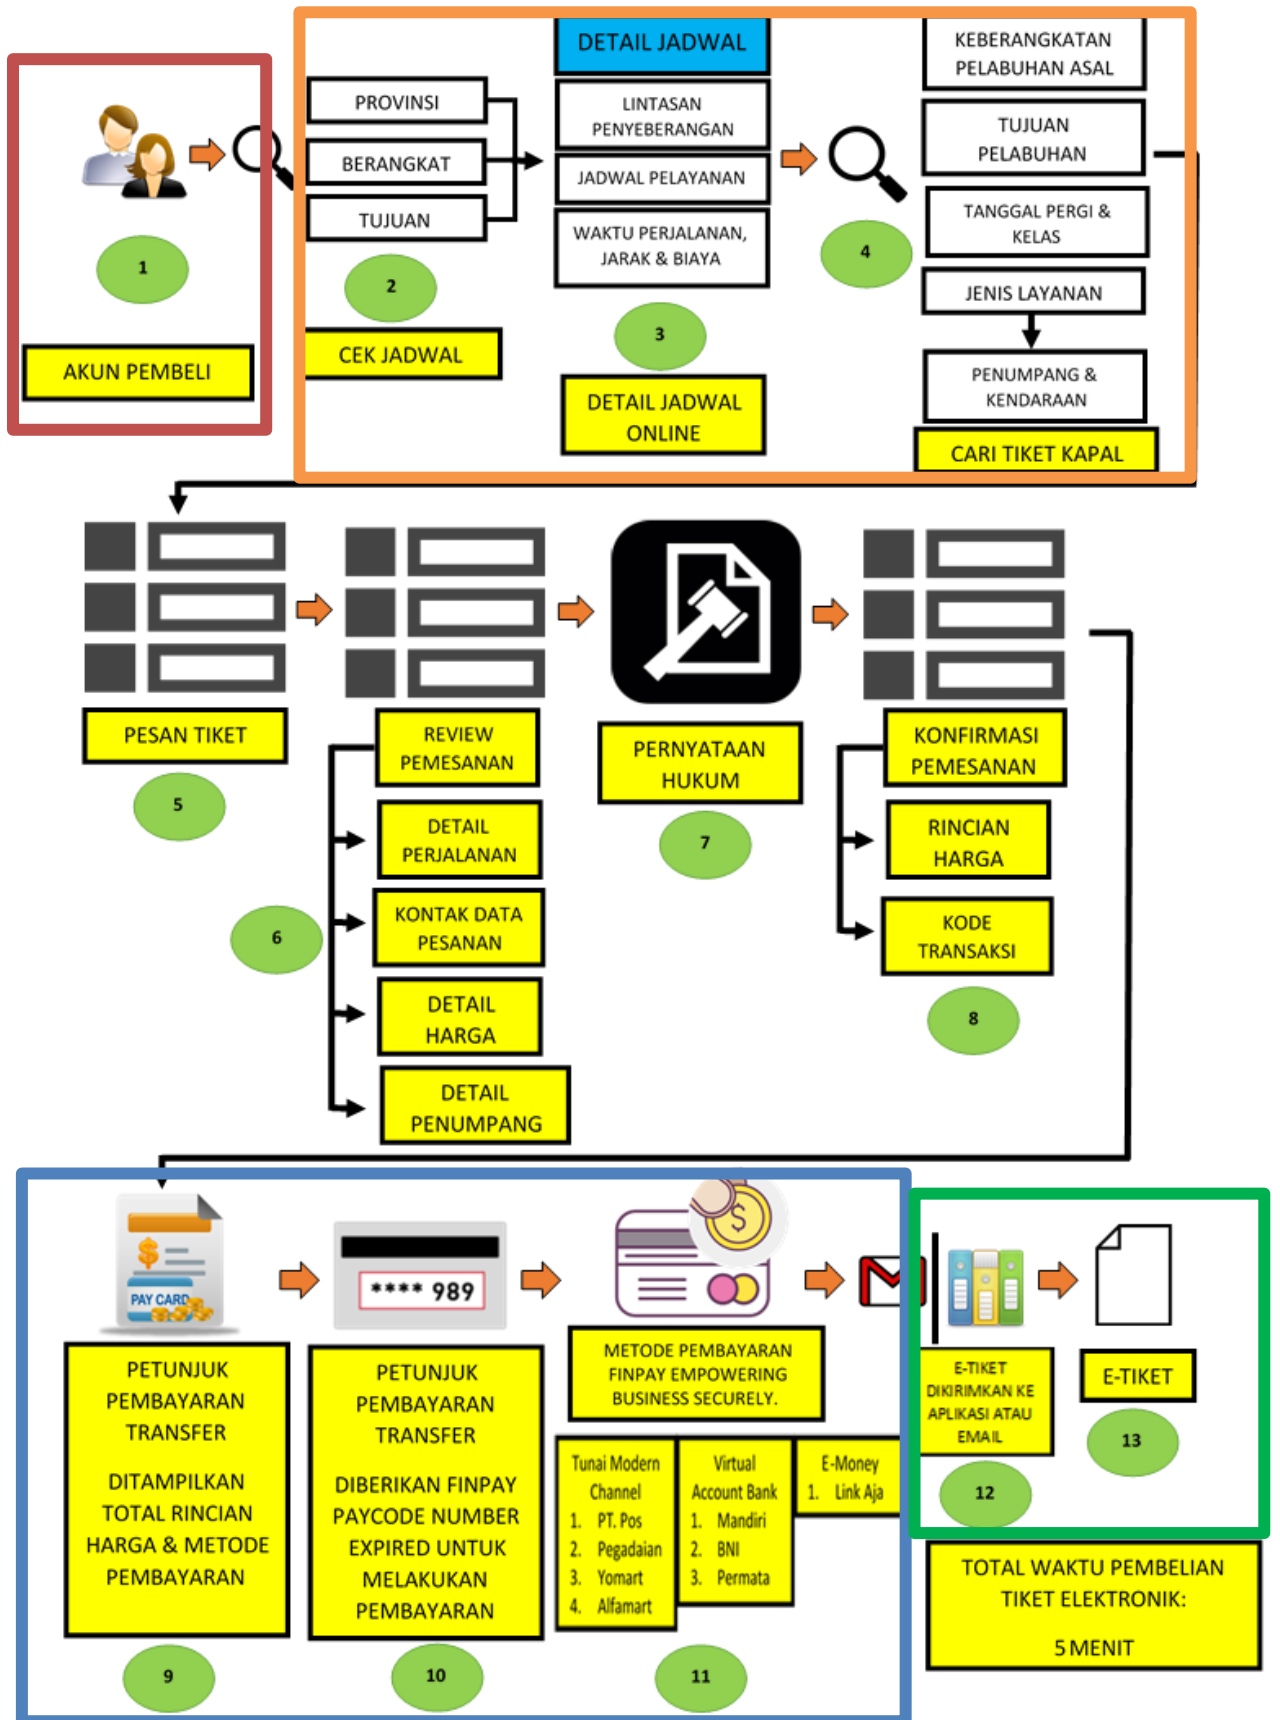 1
AKUN PEMBELI
PROVINSI
BERANGKAT
TUJUAN
2
CEK JADWAL
DETAIL JADWAL
LINTASAN
PENYEBERANGAN
JADWAL PELAYANAN
WAKTU PERJALANAN,
JARAK & BIAYA
3
DETAIL JADWAL
ONLINE
4
KEBERANGKATAN
PELABUHAN ASAL
TUJUAN
PELABUHAN
TANGGAL PERGI &
KELAS
JENIS LAYANAN
PENUMPANG &
KENDARAAN
CARI TIKET KAPAL
PESAN TIKET
5
REVIEW
PEMESANAN
DETAIL
PERJALANAN
KONTAK DATA
PESANAN
DETAIL
HARGA
DETAIL
PENUMPANG
6
PERNYATAAN
HUKUM
7
KONFIRMASI
PEMESANAN
RINCIAN
HARGA
KODE
TRANSAKSI
8
$
PAY CARD
PETUNJUK
PEMBAYARAN
TRANSFER
DITAMPILKAN
TOTAL RINCIAN
HARGA & METODE
PEMBAYARAN
9
**** 989
PETUNJUK
PEMBAYARAN
TRANSFER
DIBERIKAN FINPAY
PAYCODE NUMBER
EXPIRED UNTUK
MELAKUKAN
PEMBAYARAN
10
$
METODE PEMBAYARAN
FINPAY EMPOWERING
BUSINESS SECURELY.
Tunai Modern
Channel
1. PT. Pos
2. Pegadaian
3. Yomart
4. Alfamart
Virtual
Account Bank
1. Mandiri
2. BNI
3. Permata
E-Money
1. Link Aja
11
E-TIKET
DIKIRIMKAN KE
APLIKASI ATAU
EMAIL
12
E-TIKET
13
TOTAL WAKTU PEMBELIAN
TIKET ELEKTRONIK:
5 MENIT